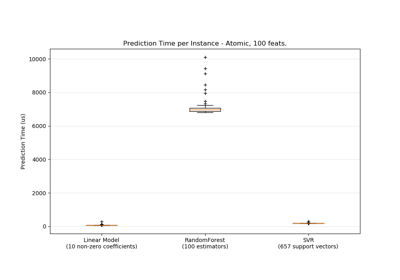 Prediction Time per Instance - Atomic, 100 feats.
Prediction Time (us)
10000
8000
6000
4000
2000
0
Linear Model
(10 non-zero coefficients)
RandomForest
(100 estimators)
SVR
(657 support vectors)